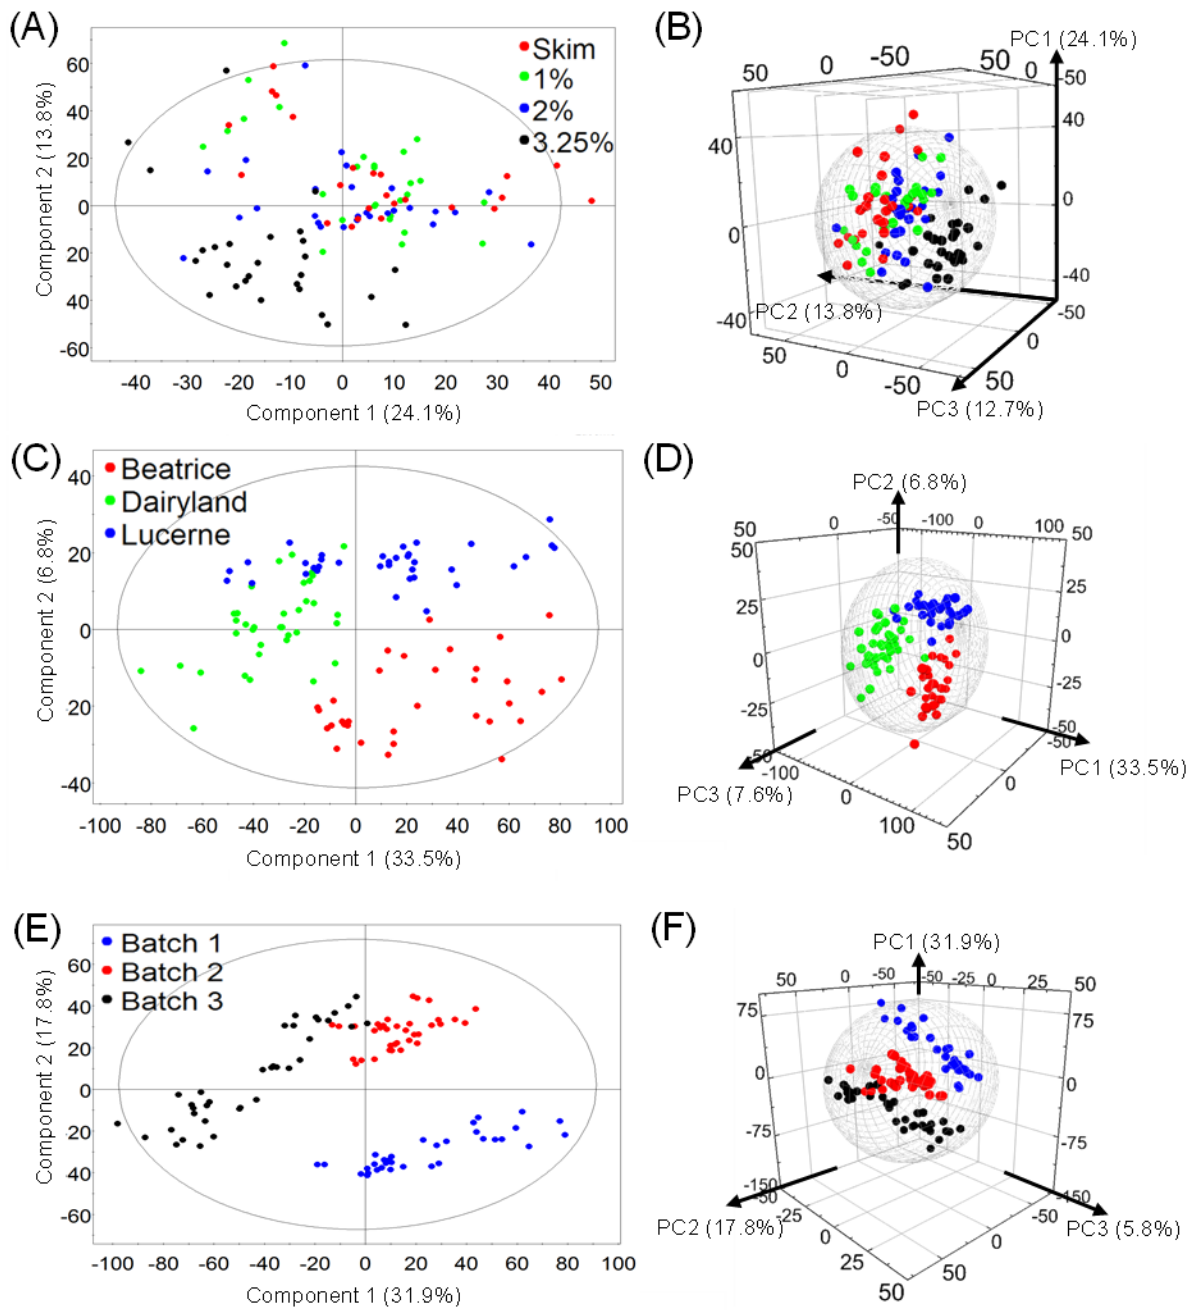 (A)
Skim
1%
2%
3.25%
60
40
20
0
20
40
-60
Component 2 (13.8%)
-40 -30 -20 -10 0 10 20 30 40 50
Component 1 (24.1%)
(B)
PC1 (24.1%)
50 0 -50 50 0 -50
40 40
0 0
-40 -40
PC2 (13.8%)
-50
0
50 0 -50 50
PC3 (12.7%)
(C)
Beatrice
Dairyland
Lucerne
40
20
0
20
-40
Component 2 (6.8%)
-100 -80 -60 -40 -20 0 20 40 60 80 100
Component 1 (33.5%)
(D)
PC2 (6.8%)
50 0 -50 -100 0 100 50
50
25 25
0 0
-25 -25
-50 -50
-50
PC1 (33.5%)
PC3 (7.6%)
-100 0 100
0
50
(E)
Batch 1
Batch 2
Batch 3
60
40
20
0
-20
40
-60
Component 2 (17.8%)
-100 -80 -60 -40 -20 0 20 40 60 80 100
Component 1 (31.9%)
(F)
PC1 (31.9%)
50 0 -50 -50 -25 0 25 50
75 75
0 0
-75 -75
-150 -150
PC2 (17.8%)
PC3 (5.8%)
-25 0 25 50
-50
0
50